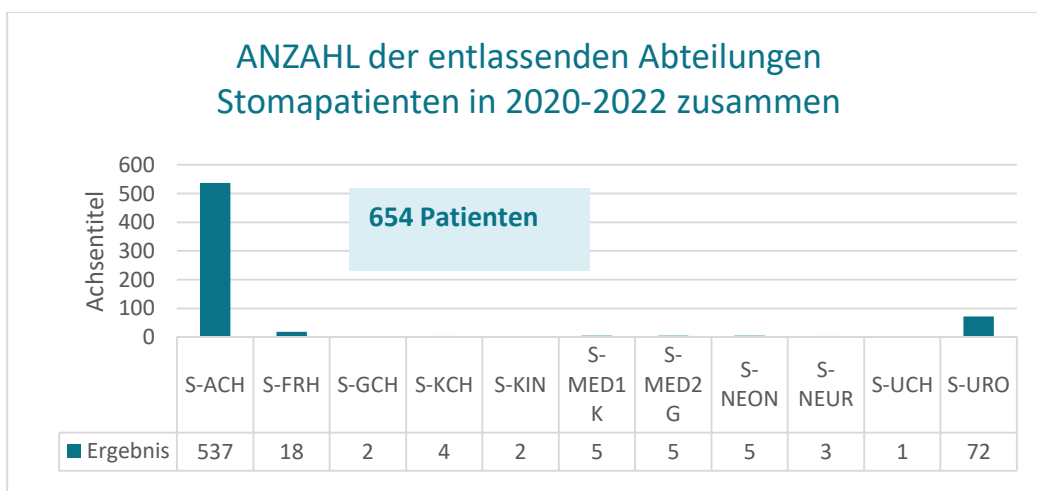 ANZAHL der entlassenden Abteilungen
Stomapatienten in 2020-2022 zusammen
654 Patienten
Achsentitel
600
500
400
300
200
100
0
S-ACH S-FRH S-GCH S-KCH S-KIN S-MED1K S-MED2G S-NEON S-NEUR S-UCH S-URO
Ergebnis 537 18 2 4 2 5 5 5 3 1 72